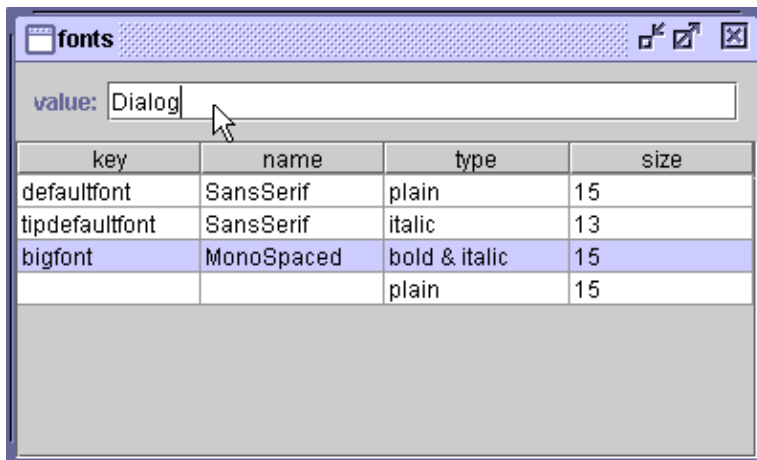 fonts
value: Dialog
key name type size
defaultfont SansSerif plain 15
tipdefaultfont SansSerif italic 13
bigfont MonoSpaced bold & italic 15
plain 15